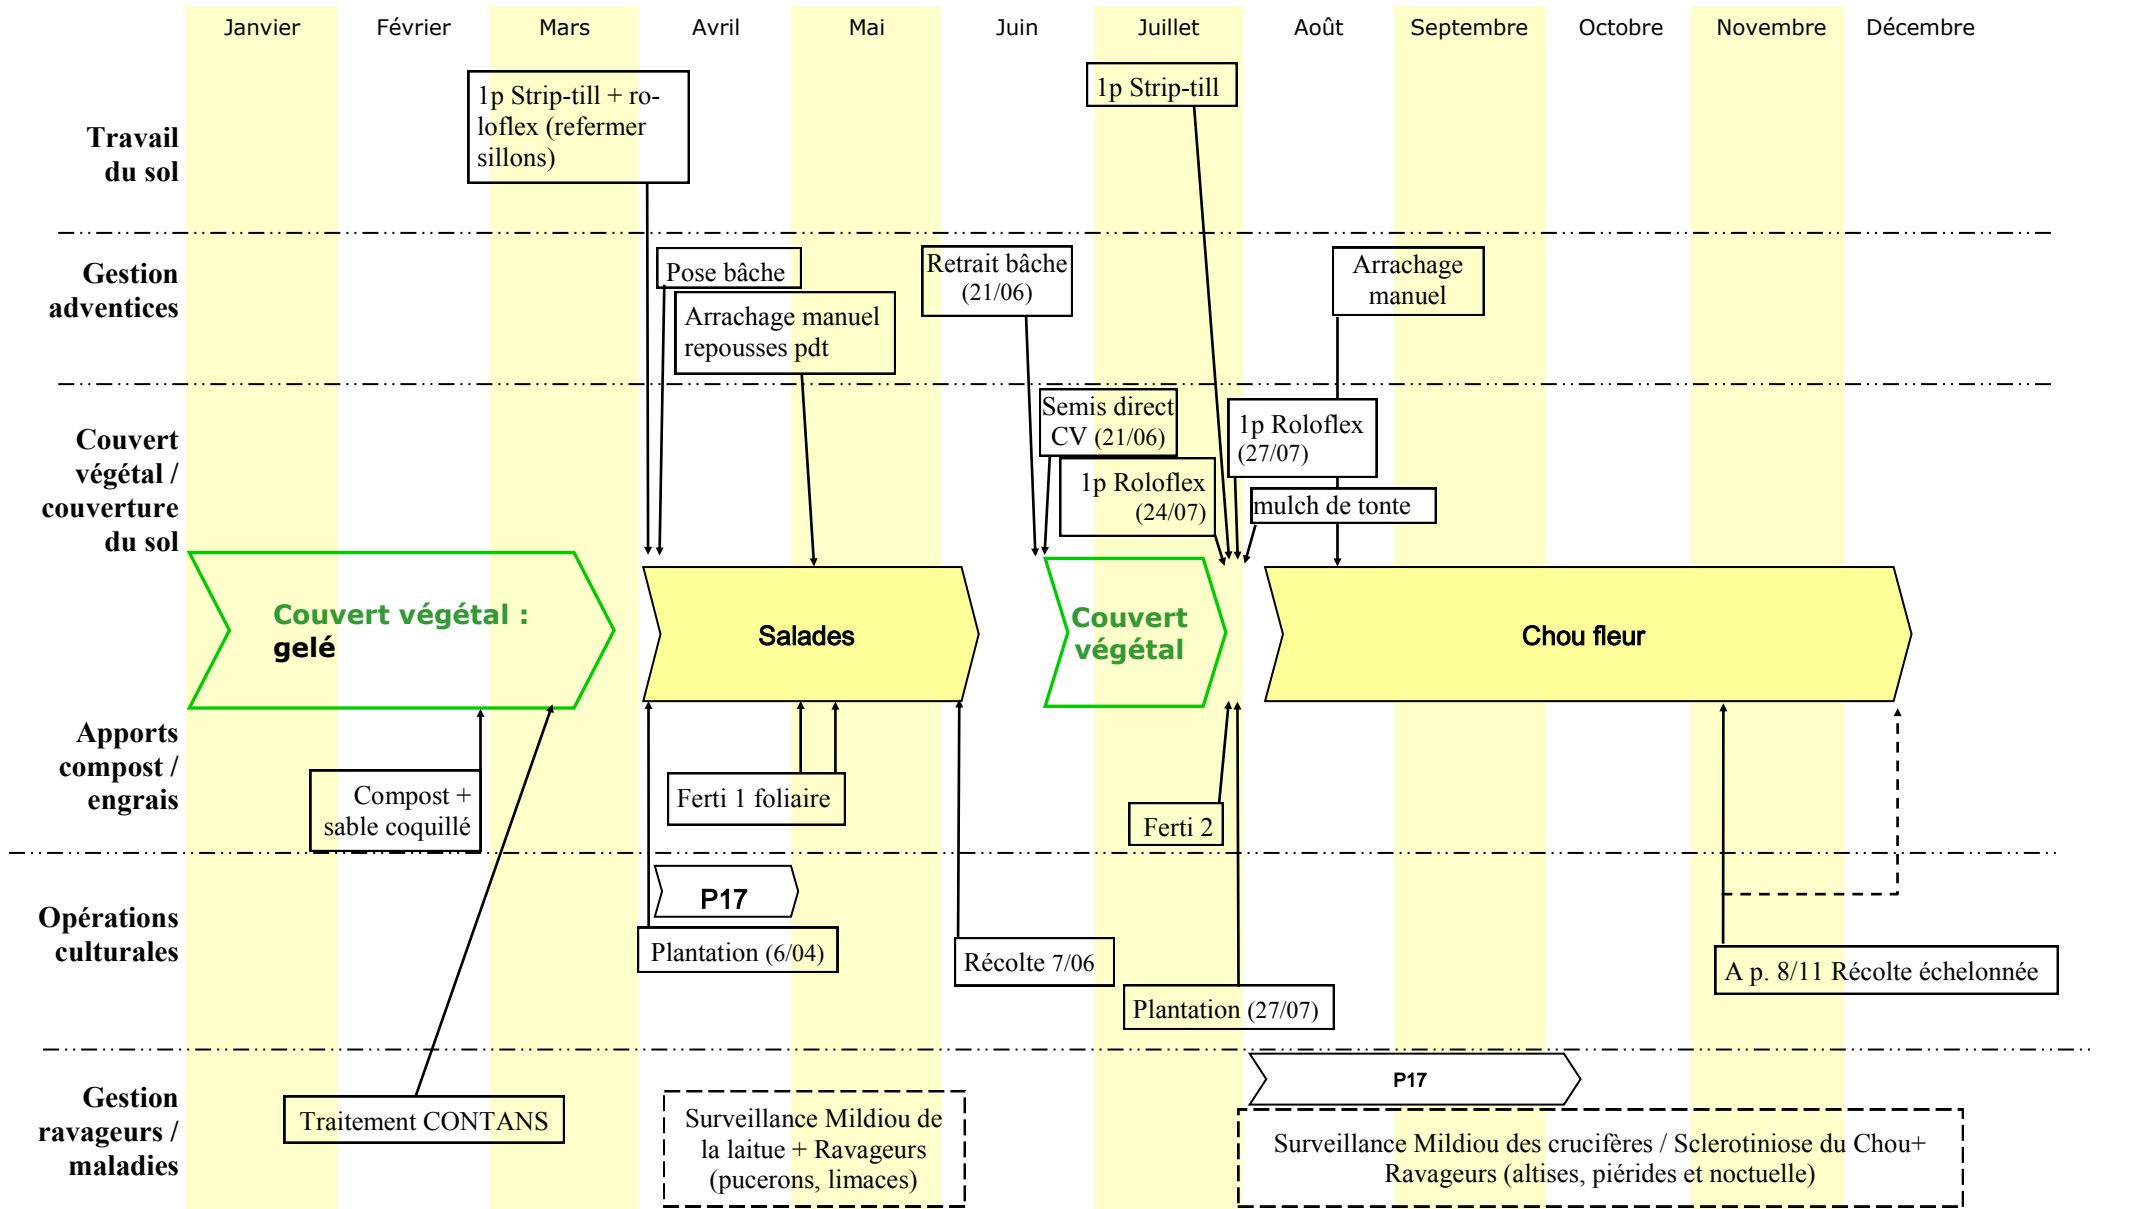 Janvier
Février
Mars
Avril
Mai
Juin
Juillet
Août
Septembre
Octobre
Novembre
Décembre
Travail
du sol
1p Strip-till + ro-
loflex (refermer
sillons)
1p Strip-till
Gestion
adventices
Pose bâche
Arrachage manuel
repousses pdt
Retrait bâche
(21/06)
Arrachage
manuel
Couvert
végétal /
couverture
du sol
Semis direct
CV (21/06)
1p Roloflex
(24/07)
1p Roloflex
(27/07)
mulch de tonte
Couvert végétal :
gelé
Salades
Couvert
végétal
Chou fleur
Apports
compost /
engrais
Compost +
sable coquillé
Ferti 1 foliaire
Ferti 2
Opérations
culturales
P17
Plantation (6/04)
Récolte 7/06
Plantation (27/07)
A p. 8/11 Récolte échelonnée
Gestion
ravageurs /
maladies
Traitement CONTANS
Surveillance Mildiou de
la laitue + Ravageurs
(pucerons, limaces)
P17
Surveillance Mildiou des crucifères / Sclerotiniose du Chou+
Ravageurs (altises, piérides et noctuelle)